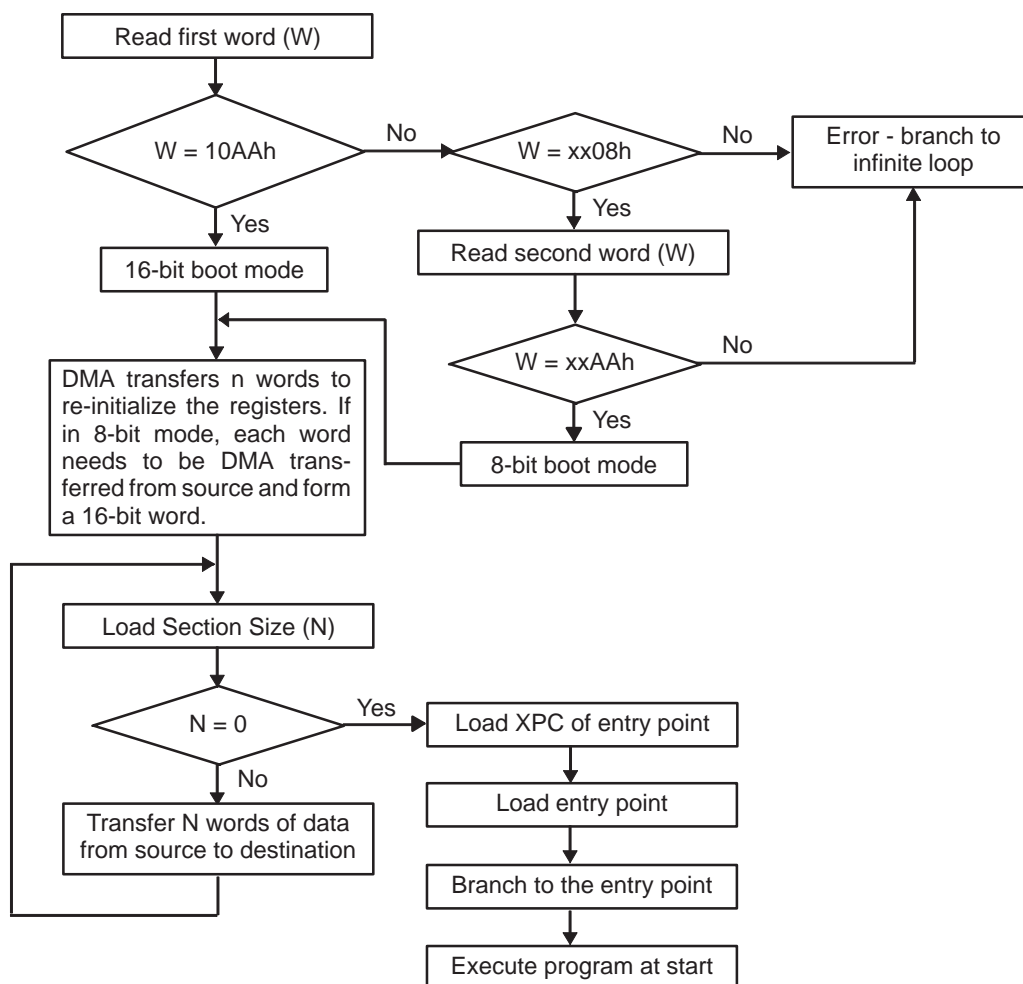 Read first word (W)
W = 10AAh
No
W = xx08h
No
Error - branch to
infinite loop
Yes
Yes
16-bit boot mode
Read second word (W)
W = xxAAh
No
DMA transfers n words to
re-initialize the registers. If
in 8-bit mode, each word
needs to be DMA trans-
ferred from source and form
a 16-bit word.
Yes
8-bit boot mode
Load Section Size (N)
N = 0
Yes
Load XPC of entry point
No
Load entry point
Transfer N words of data
from source to destination
Branch to the entry point
Execute program at start